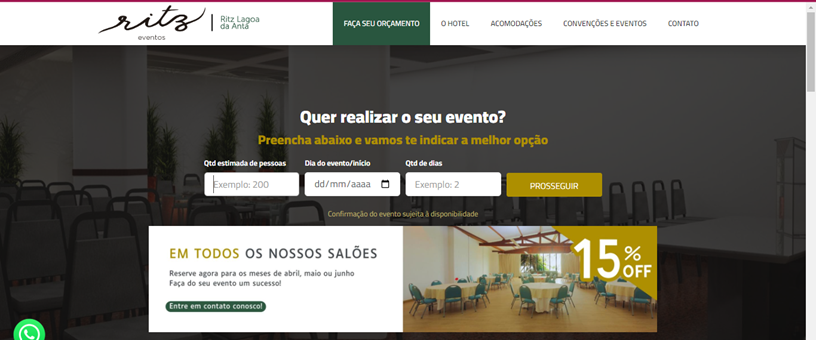 ritz
eventos
Ritz Lagoa
da Anta
FAÇA SEU ORÇAMENTO
O HOTEL
ACOMODAÇÕES
CONVENÇÕES E EVENTOS
CONTATO
Quer realizar o seu evento?
Preencha abaixo e vamos te indicar a melhor opção
Qtd estimada de pessoas
Dia do evento/início
Qtd de dias
Exemplo: 200
dd/mm/aaaa
Exemplo: 2
PROSSEGUIR
Confirmação do evento sujeita à disponibilidade
EM TODOS OS NOSSOS SALÕES
Reserve agora para os meses de abril, maio ou junho
Faça do seu evento um sucesso!
Entre em contato conosco!
15% OFF